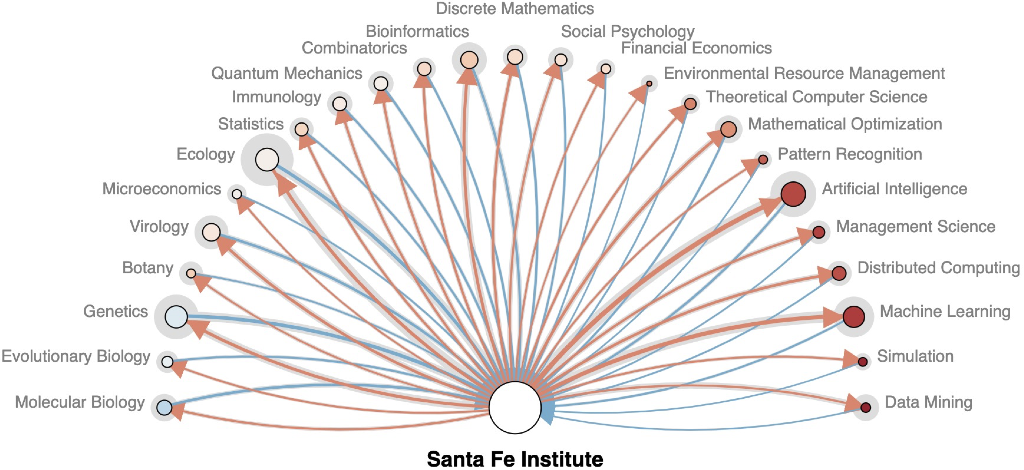 Discrete Mathematics
Bioinformatics
Social Psychology
Combinatorics
Financial Economics
Quantum Mechanics
Environmental Resource Management
Immunology
Theoretical Computer Science
Statistics
Mathematical Optimization
Ecology
Pattern Recognition
Microeconomics
Artificial Intelligence
Virology
Management Science
Botany
Distributed Computing
Genetics
Machine Learning
Evolutionary Biology
Simulation
Molecular Biology
Data Mining
Santa Fe Institute